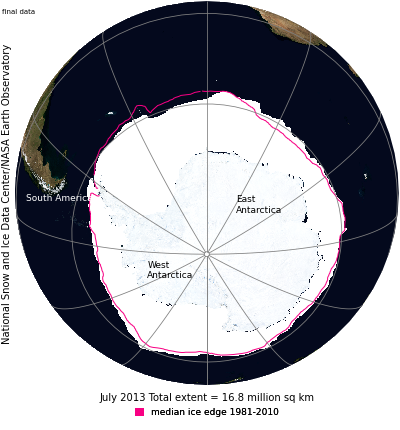 final data
National Snow and Ice Data Center/NASA Earth Observatory
South America
East
Antarctica
West
Antarctica
July 2013 Total extent = 16.8 million sq km
median ice edge 1981-2010